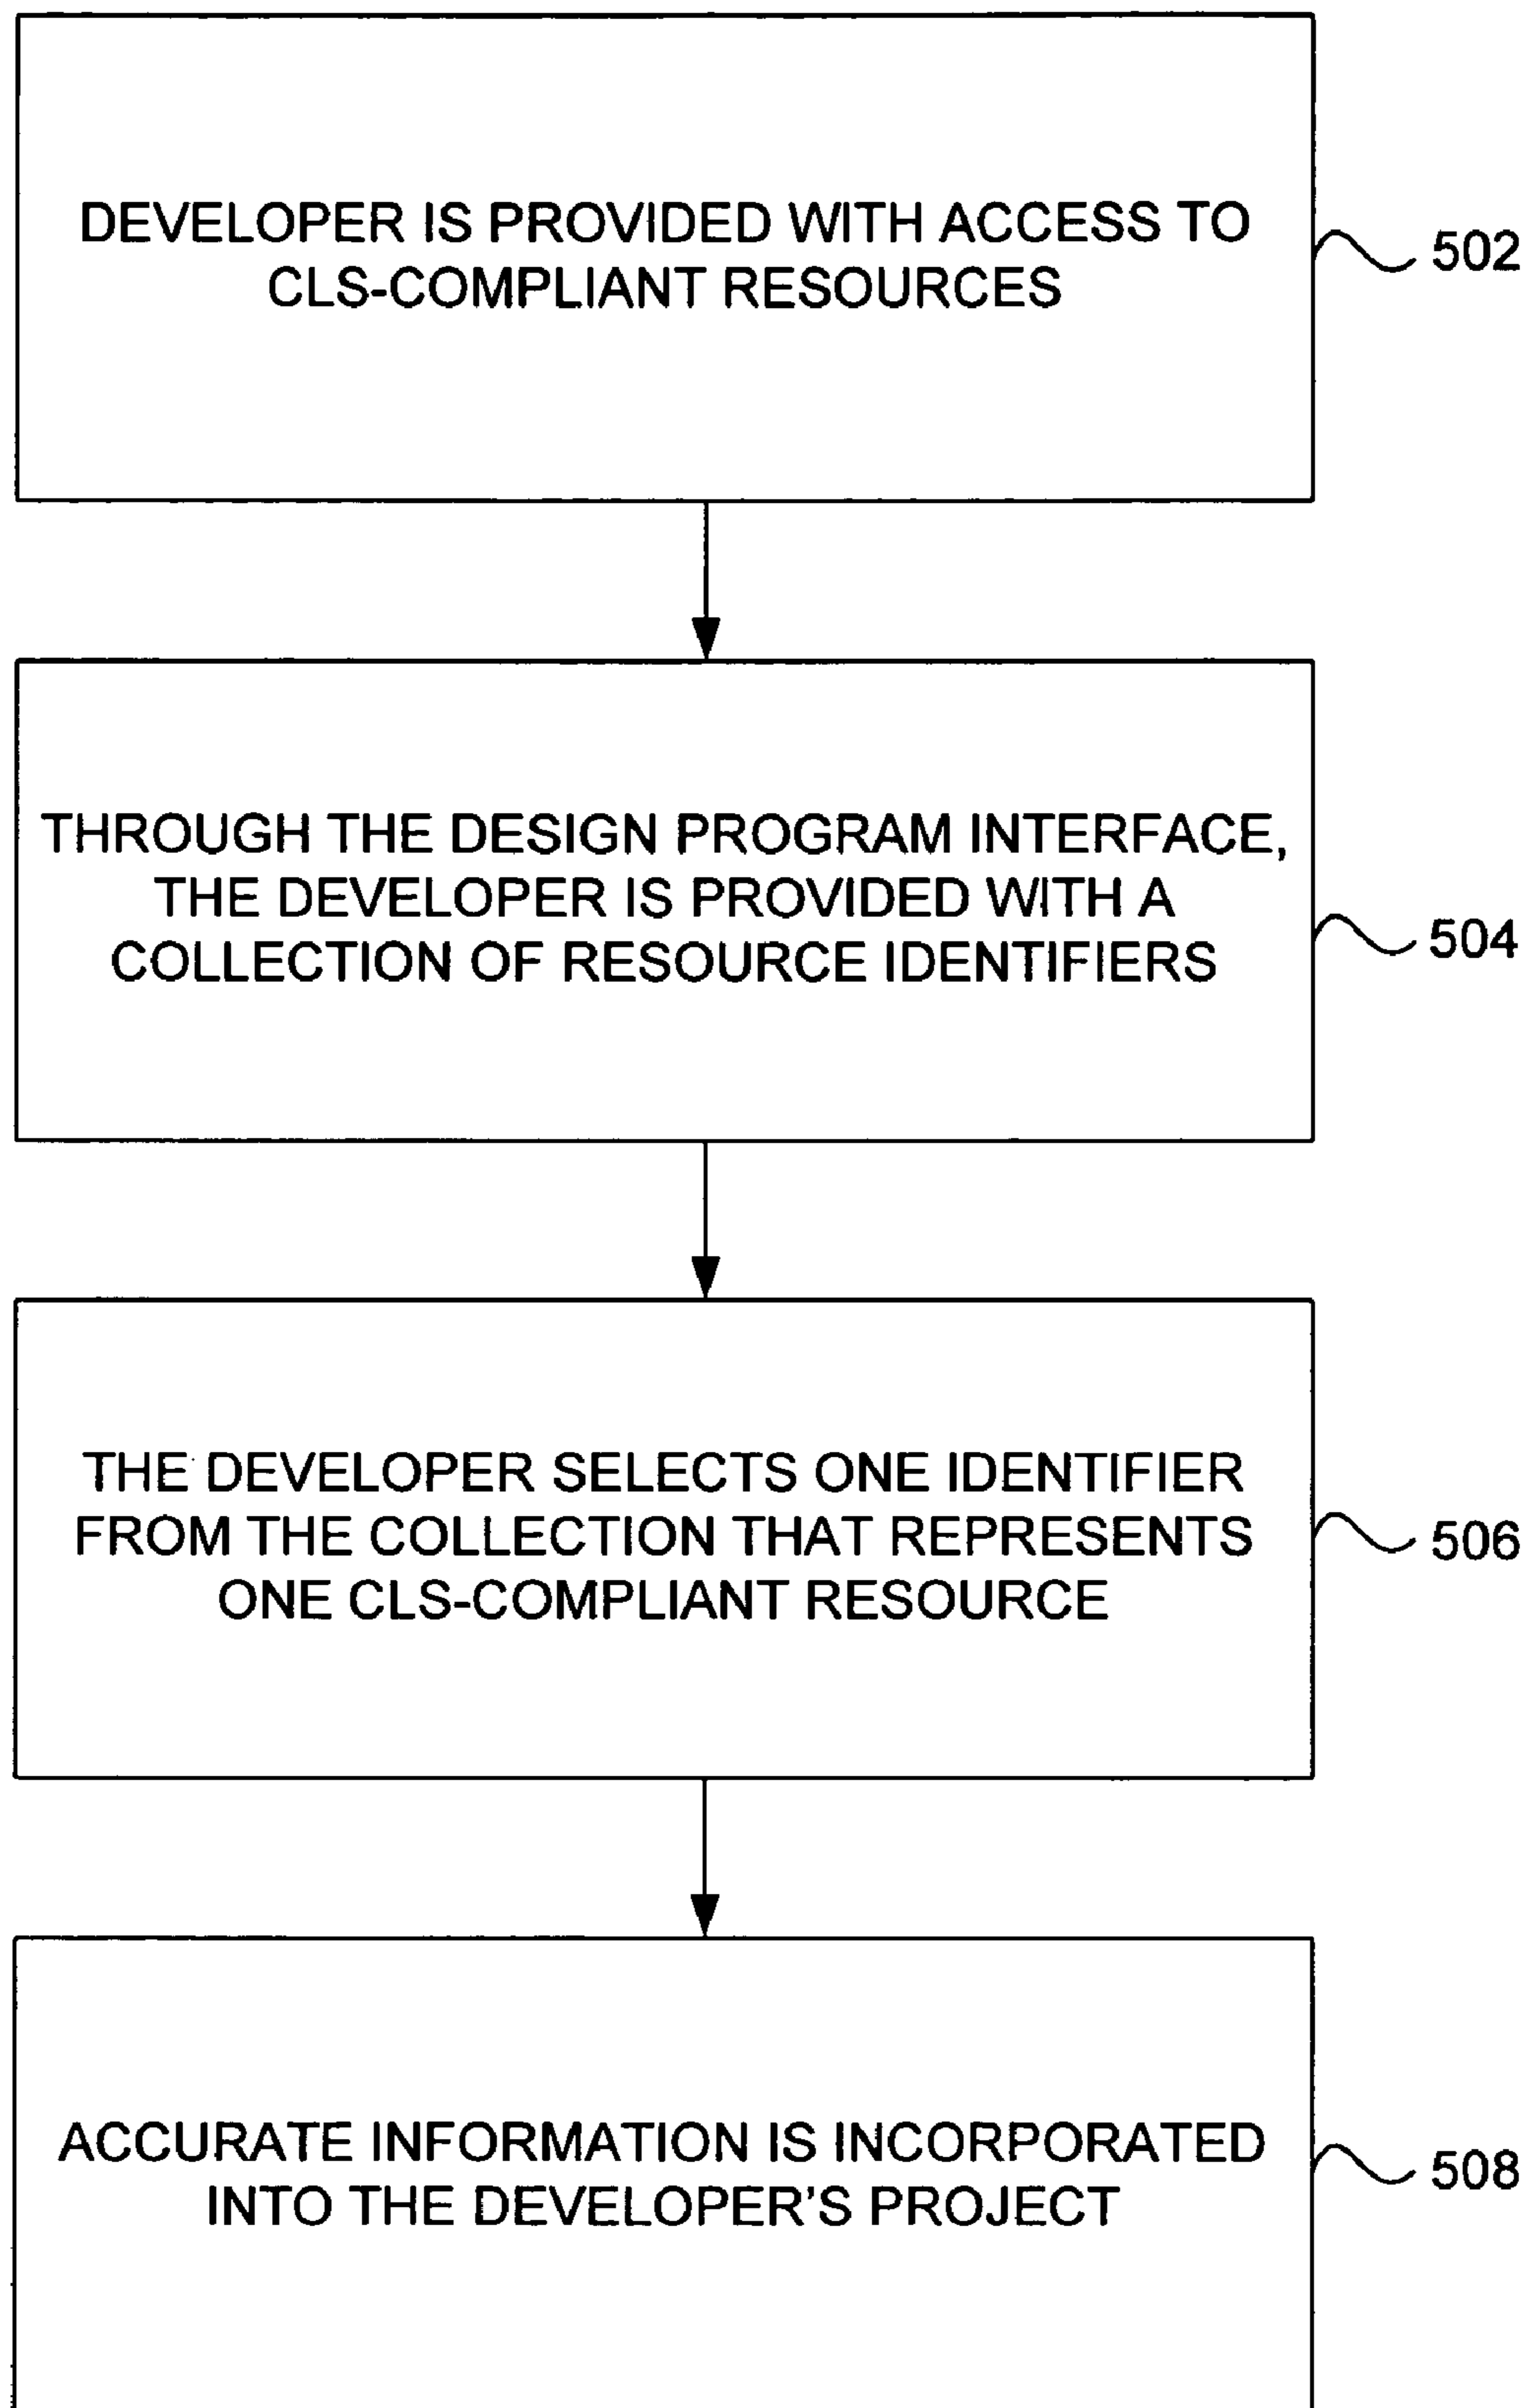 DEVELOPER IS PROVIDED WITH ACCESS TO
CLS-COMPLIANT RESOURCES
502
THROUGH THE DESIGN PROGRAM INTERFACE,
THE DEVELOPER IS PROVIDED WITH A
COLLECTION OF RESOURCE IDENTIFIERS
504
THE DEVELOPER SELECTS ONE IDENTIFIER
FROM THE COLLECTION THAT REPRESENTS
ONE CLS-COMPLIANT RESOURCE
506
ACCURATE INFORMATION IS INCORPORATED
INTO THE DEVELOPER'S PROJECT
508